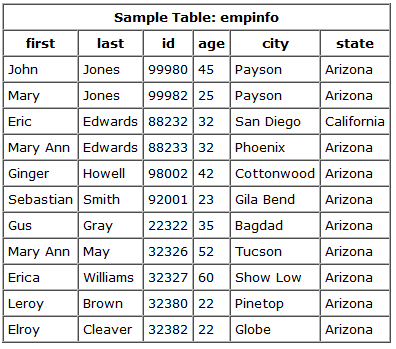 Sample Table: empinfo
first last id age city state
John Jones 99980 45 Payson Arizona
Mary Jones 99982 25 Payson Arizona
Eric Edwards 88232 32 San Diego California
Mary Ann Edwards 88233 32 Phoenix Arizona
Ginger Howell 98002 42 Cottonwood Arizona
Sebastian Smith 92001 23 Gila Bend Arizona
Gus Gray 22322 35 Bagdad Arizona
Mary Ann May 32326 52 Tucson Arizona
Erica Williams 32327 60 Show Low Arizona
Leroy Brown 32380 22 Pinetop Arizona
Elroy Cleaver 32382 22 Globe Arizona